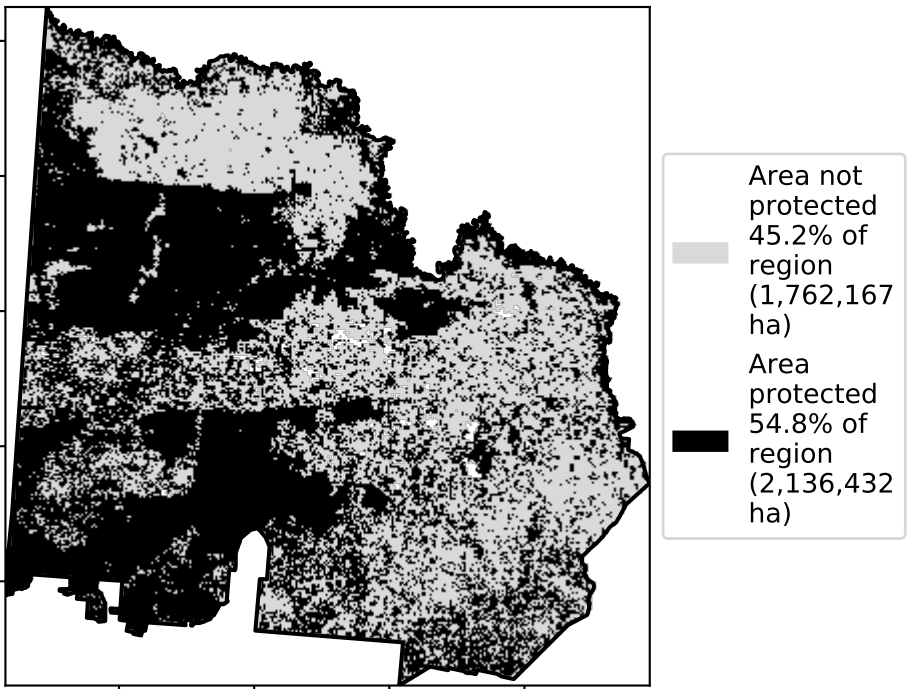 Area not
protected
45.2% of
region
(1,762,167
ha)
Area
protected
54.8% of
region
(2,136,432
ha)